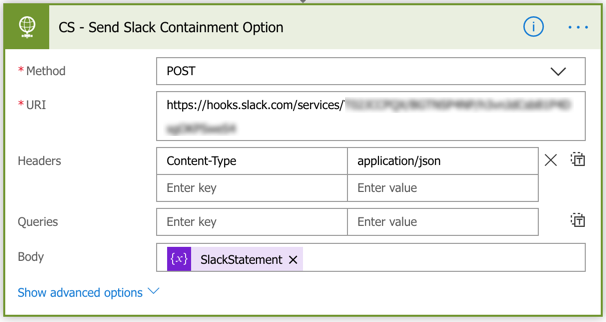 CS - Send Slack Containment Option
* Method
POST
* URI
https://hooks.slack.com/services/
Headers
Content-Type
application/json
Enter key
Enter value
Queries
Enter key
Enter value
Body
{x} SlackStatement ×
Show advanced options